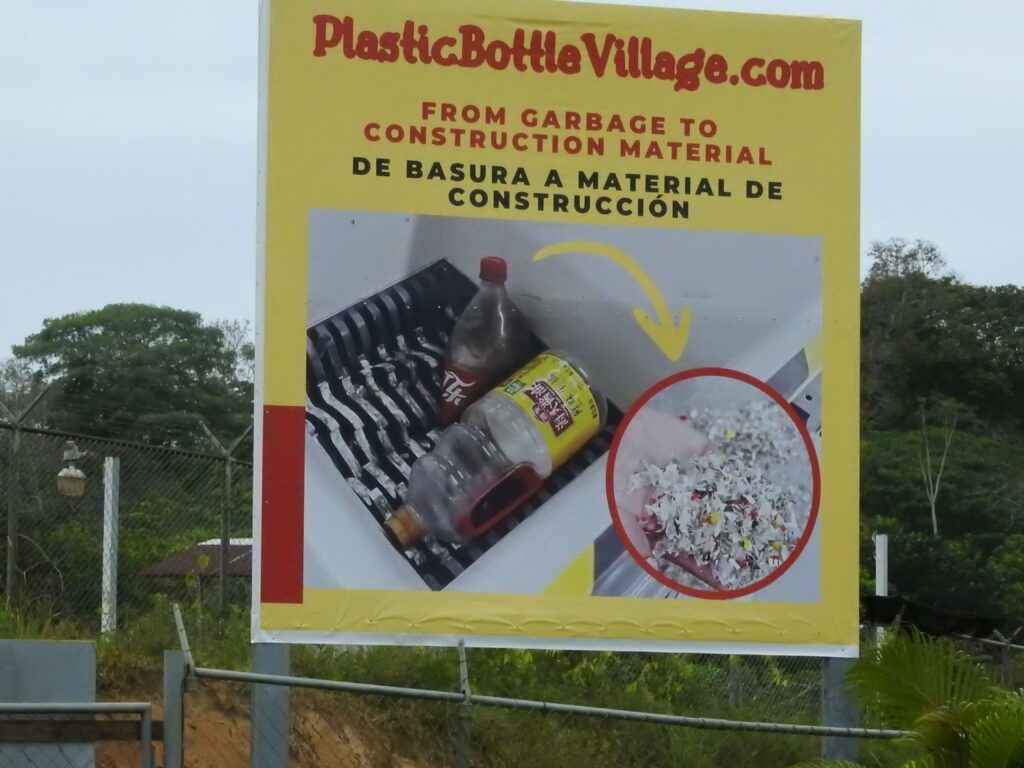 PlasticBottleVillage.com
FROM GARBAGE TO
CONSTRUCTION MATERIAL
DE BASURA A MATERIAL DE
CONSTRUCCIÓN